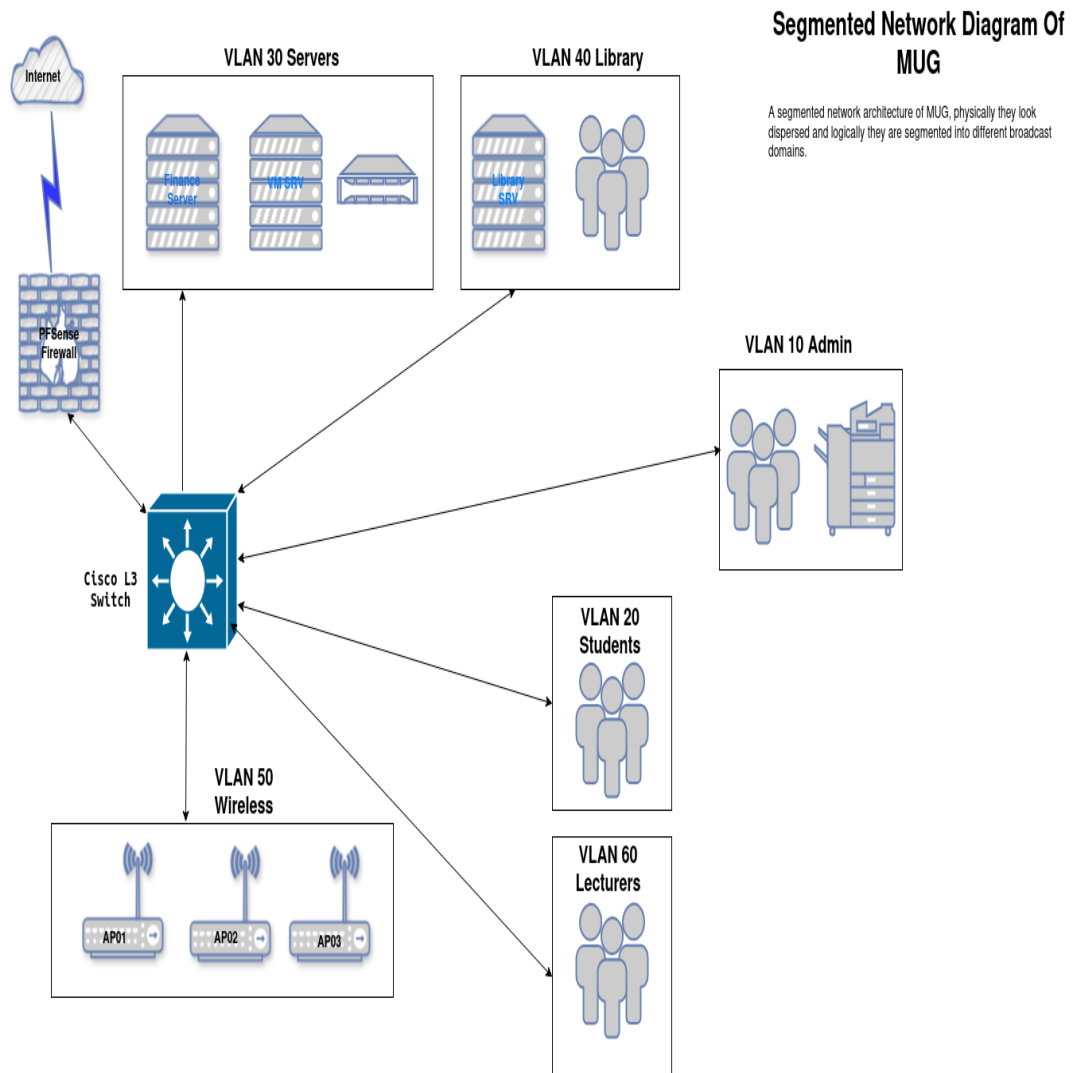 Segmented Network Diagram Of
MUG
A segmented network architecture of MUG, physically they look
dispersed and logically they are segmented into different broadcast
domains.
Internet
VLAN 30 Servers
Finance
Server
VM SRV
VLAN 40 Library
Library
SRV
PFSense
Firewall
VLAN 10 Admin
Cisco L3
Switch
VLAN 20
Students
VLAN 50
Wireless
AP01
AP02
AP03
VLAN 60
Lecturers